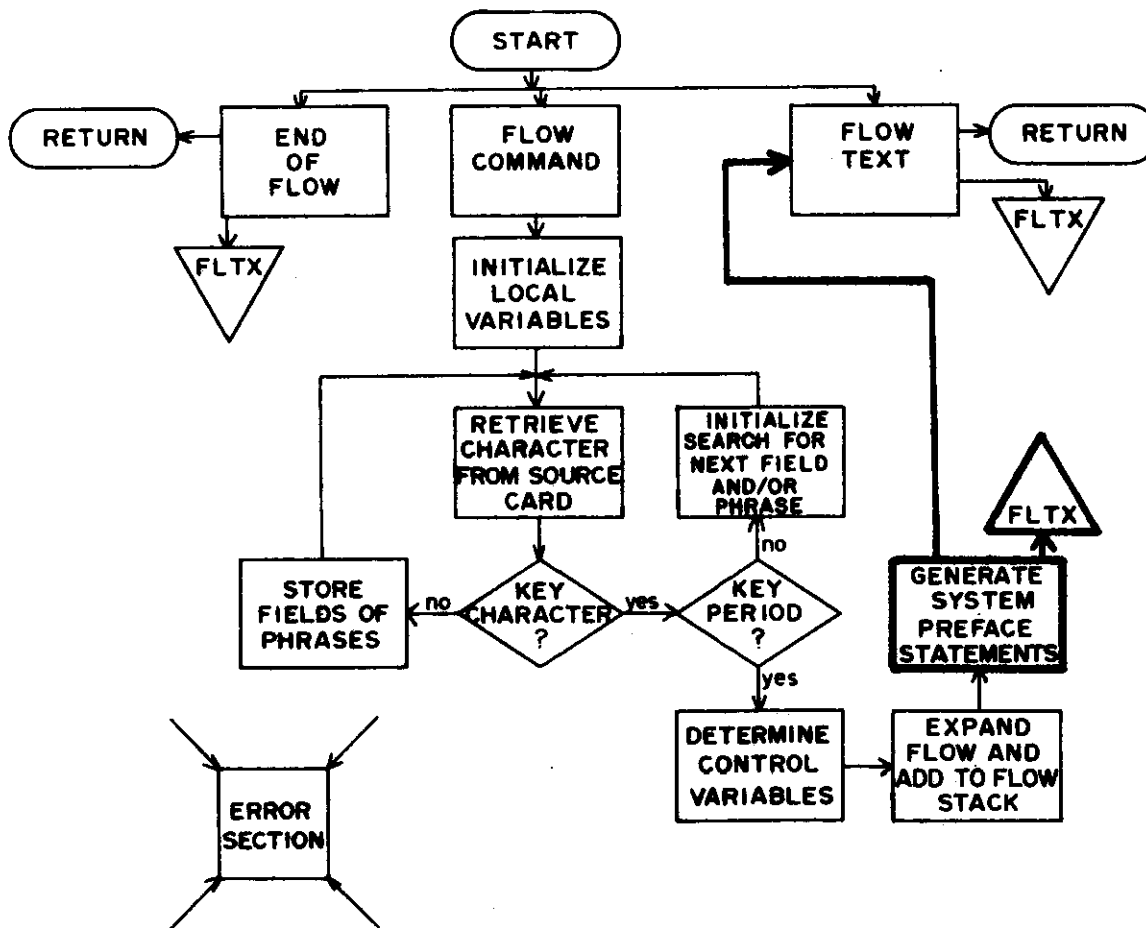 START
RETURN
END
OF
FLOW
FLOW
COMMAND
FLOW
TEXT
RETURN
FLTX
FLTX
INITIALIZE
LOCAL
VARIABLES
RETRIEVE
CHARACTER
FROM SOURCE
CARD
INITIALIZE
SEARCH FOR
NEXT FIELD
AND/OR
PHRASE
FLTX
STORE
FIELDS OF
PHRASES
no
KEY
CHARACTER
?
yes
KEY
PERIOD
?
no
yes
GENERATE
SYSTEM
PREFACE
STATEMENTS
DETERMINE
CONTROL
VARIABLES
EXPAND
FLOW AND
ADD TO FLOW
STACK
ERROR
SECTION